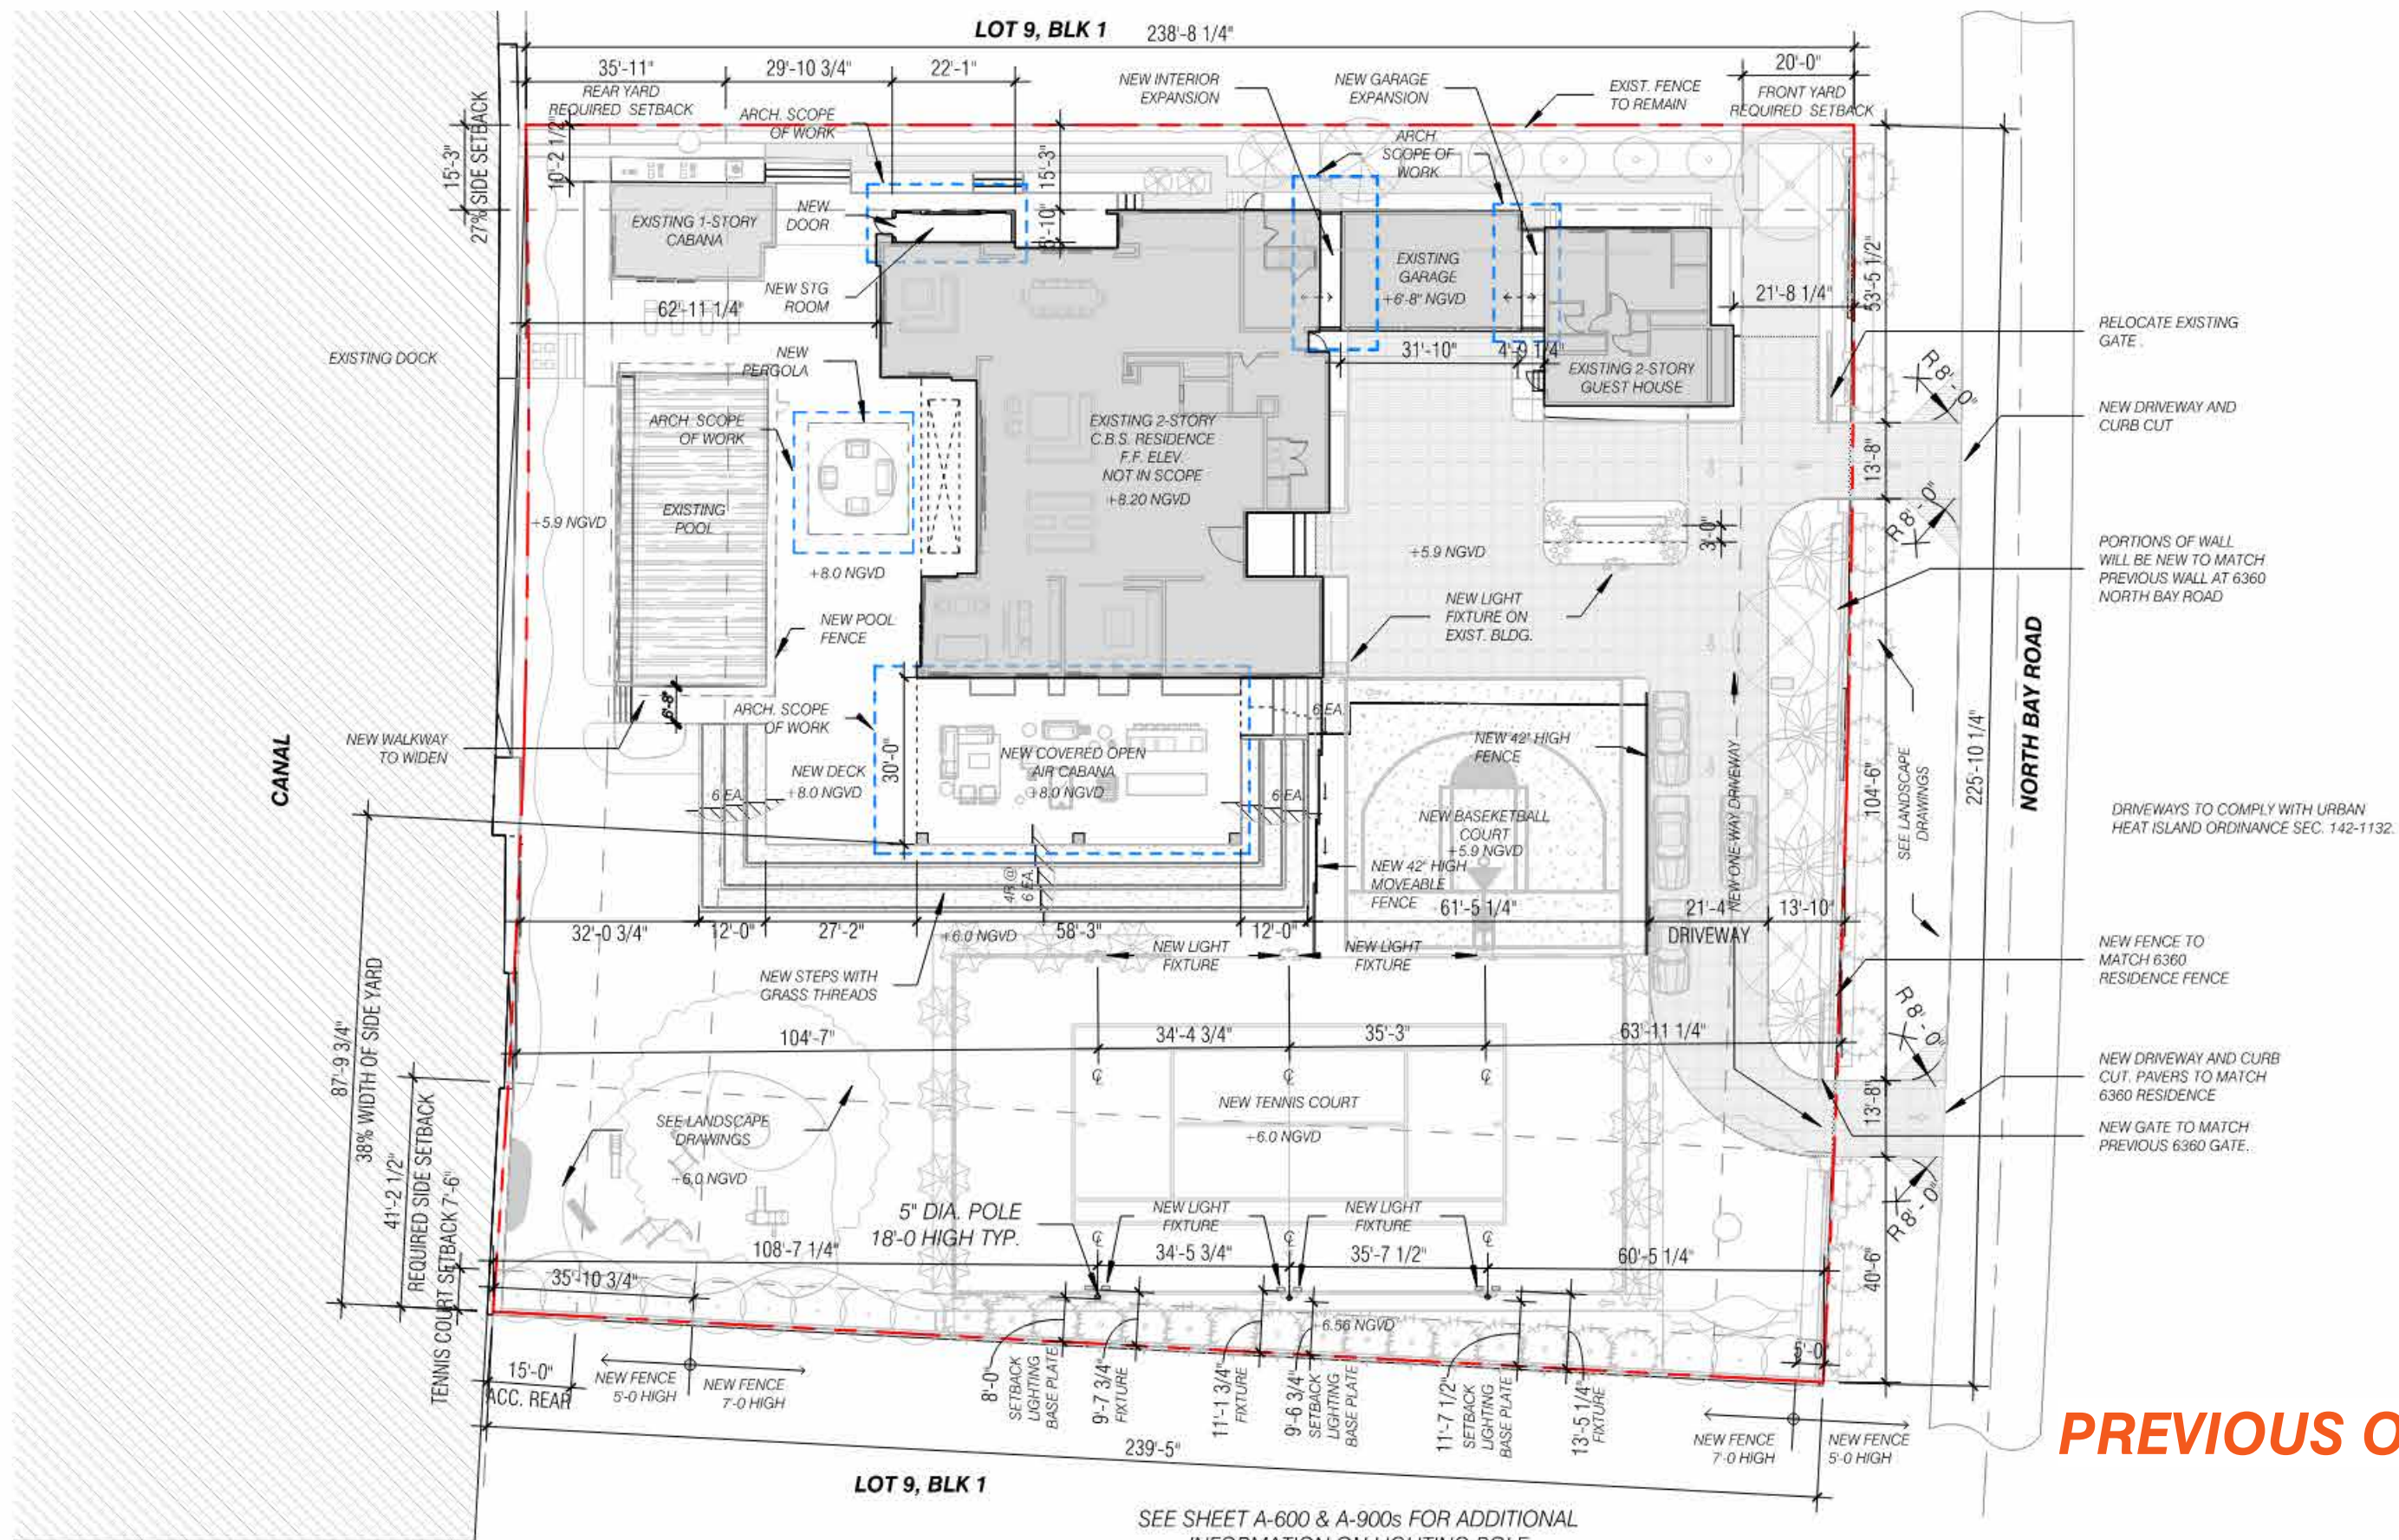 LOT 9, BLK 1
238'-8 1/4"
35'-11"
29'-10 3/4"
22'-1"
20'-0"
REAR YARD
REQUIRED SETBACK
ARCH. SCOPE
OF WORK
NEW INTERIOR
EXPANSION
NEW GARAGE
EXPANSION
EXIST. FENCE
TO REMAIN
FRONT YARD
REQUIRED SETBACK
15'-3"
27% SIDE SETBACK
10'-2 1/2"
15'-3"
ARCH.
SCOPE OF
WORK
EXISTING 1-STORY
CABANA
NEW
DOOR
NEW STG
ROOM
62'-11 1/4"
EXISTING
GARAGE
+6'-8" NGVD
21'-8 1/4"
53'-5 1/2"
31'-10"
4'-9 1/4"
EXISTING 2-STORY
GUEST HOUSE
RELOCATE EXISTING
GATE .
EXISTING DOCK
NEW
PERGOLA
ARCH. SCOPE
OF WORK
EXISTING 2-STORY
C.B.S. RESIDENCE
F.F. ELEV.
NOT IN SCOPE
+8.20 NGVD
R8'-0"
NEW DRIVEWAY AND
CURB CUT
13'-8"
R8'-0"
+5.9 NGVD
EXISTING
POOL
+5.9 NGVD
3'-0"
+8.0 NGVD
PORTIONS OF WALL
WILL BE NEW TO MATCH
PREVIOUS WALL AT 6360
NORTH BAY ROAD
NEW POOL
FENCE
NEW LIGHT
FIXTURE ON
EXIST. BLDG.
NORTH BAY ROAD
6'-8"
ARCH. SCOPE
OF WORK
6 EA.
CANAL
NEW WALKWAY
TO WIDEN
NEW DECK
+8.0 NGVD
30'-0"
NEW COVERED OPEN
AIR CABANA
+8.0 NGVD
6 EA.
6 EA.
NEW 42" HIGH
FENCE
NEW BASEKETBALL
COURT
+5.9 NGVD
NEW ONE-WAY DRIVEWAY
104'-6"
SEE LANDSCAPE
DRAWINGS
225'-10 1/4"
DRIVEWAYS TO COMPLY WITH URBAN
HEAT ISLAND ORDINANCE SEC. 142-1132.
4R @
6 EA.
NEW 42" HIGH
MOVEABLE
FENCE
61'-5 1/4"
21'-4"
13'-10"
DRIVEWAY
32'-0 3/4"
12'-0"
27'-2"
+6.0 NGVD
58'-3"
12'-0"
NEW LIGHT
FIXTURE
NEW LIGHT
FIXTURE
NEW STEPS WITH
GRASS THREADS
NEW FENCE TO
MATCH 6360
RESIDENCE FENCE
R8'-0"
87'-9 3/4"
38% WIDTH OF SIDE YARD
104'-7"
34'-4 3/4"
35'-3"
63'-11 1/4"
NEW DRIVEWAY AND CURB
CUT. PAVERS TO MATCH
6360 RESIDENCE
13'-8"
NEW GATE TO MATCH
PREVIOUS 6360 GATE.
NEW TENNIS COURT
+6.0 NGVD
SEE LANDSCAPE
DRAWINGS
+6.0 NGVD
41'-2 1/2"
REQUIRED SIDE SETBACK
TENNIS COURT SETBACK 7'-6"
R8'-0"
5" DIA. POLE
18'-0 HIGH TYP.
NEW LIGHT
FIXTURE
NEW LIGHT
FIXTURE
108'-7 1/4"
34'-5 3/4"
35'-7 1/2"
60'-5 1/4"
40'-6"
35'-10 3/4"
+6.56 NGVD
5'-0
15'-0"
ACC. REAR
NEW FENCE
5'-0 HIGH
NEW FENCE
7'-0 HIGH
8'-0"
SETBACK
LIGHTING
BASE PLATE
9'-7 3/4"
FIXTURE
11'-1 3/4"
FIXTURE
9'-6 3/4"
SETBACK
LIGHTING
BASE PLATE
11'-7 1/2"
SETBACK
LIGHTING
BASE PLATE
13'-5 1/4"
FIXTURE
NEW FENCE
7'-0 HIGH
NEW FENCE
5'-0 HIGH
PREVIOUS O
239'-5"
LOT 9, BLK 1
SEE SHEET A-600 & A-900s FOR ADDITIONAL
INFORMATION ON LIGHTING POLE